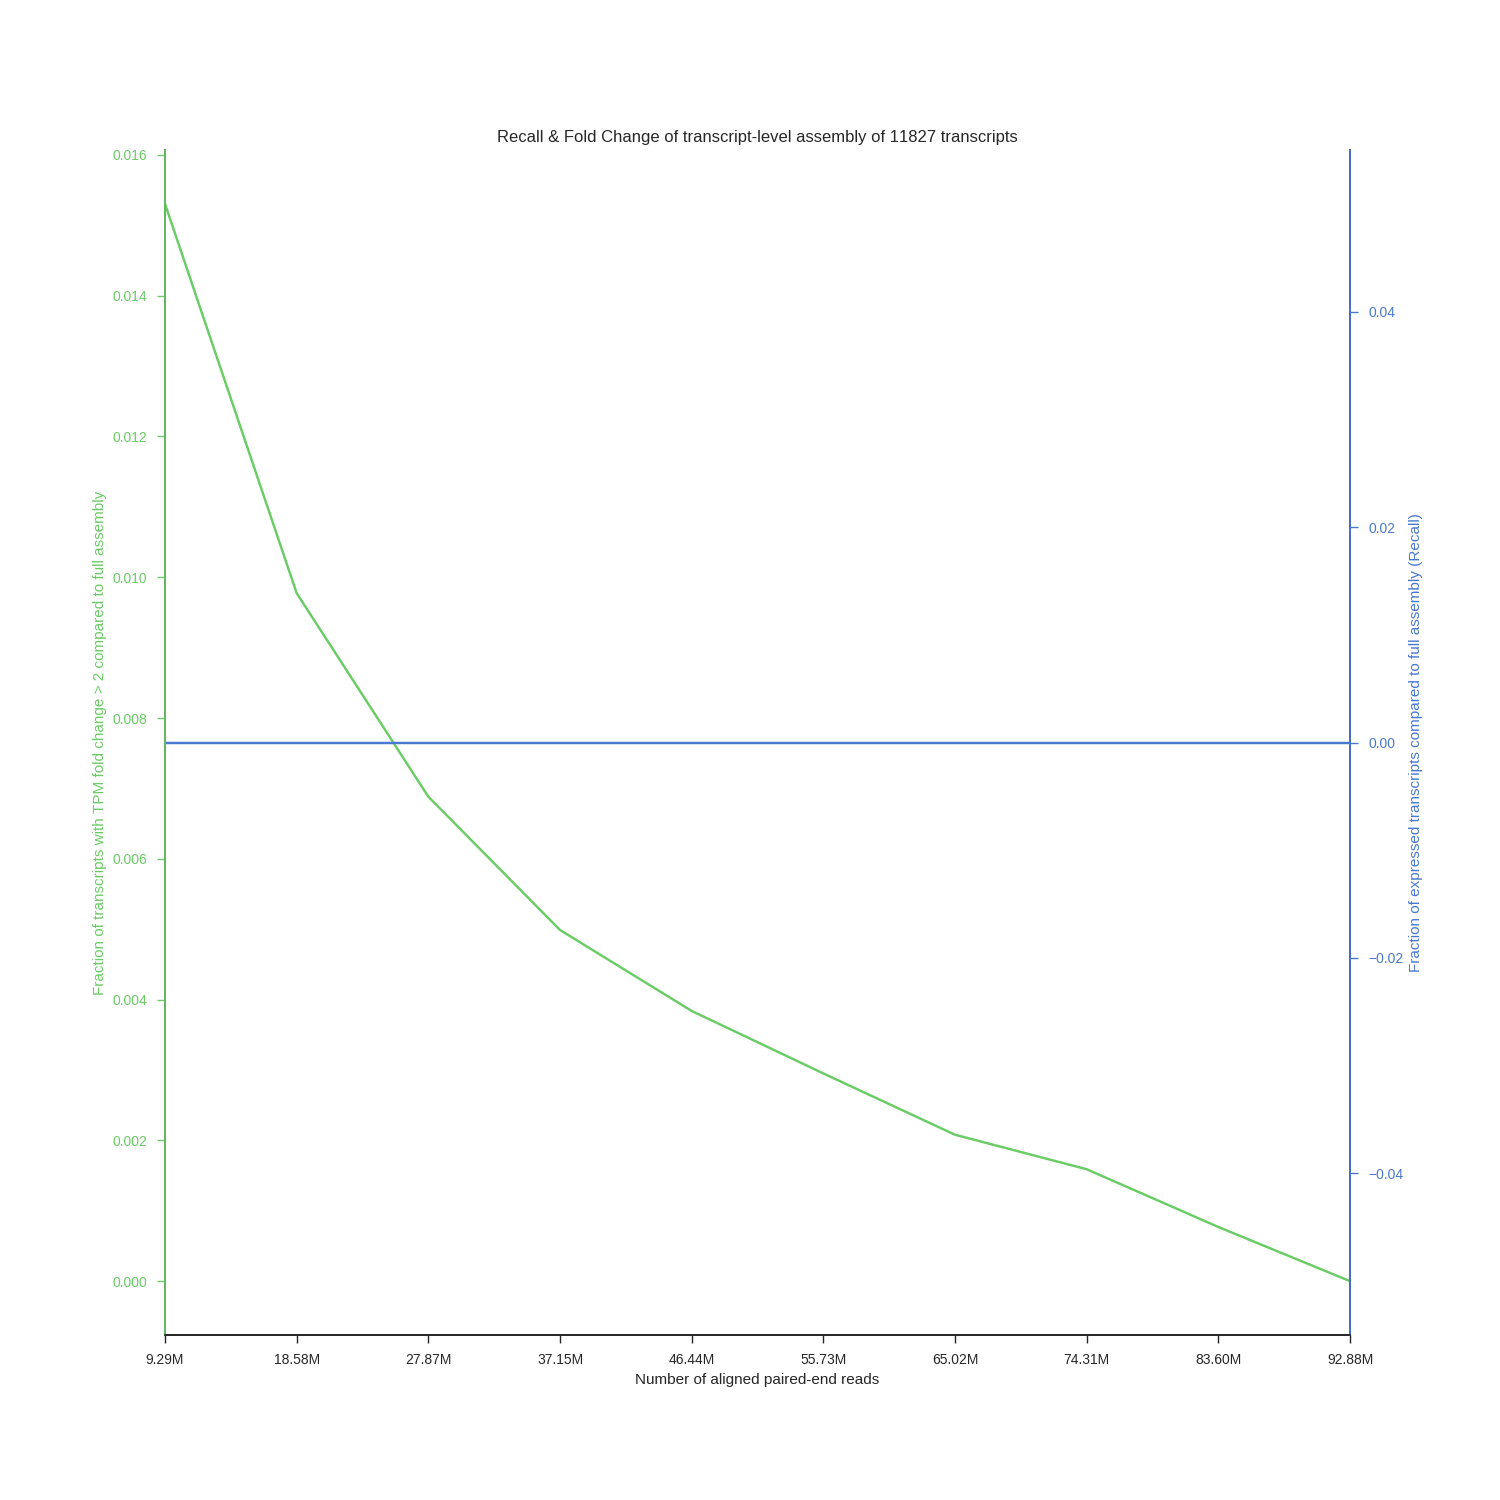 Recall & Fold Change of transcript-level assembly of 11827 transcripts
0.016
0.014
0.012
0.010
0.008
0.006
0.004
0.002
0.000
Fraction of transcripts with TPM fold change > 2 compared to full assembly
0.04
0.02
0.00
−0.02
−0.04
Fraction of expressed transcripts compared to full assembly (Recall)
9.29M 18.58M 27.87M 37.15M 46.44M 55.73M 65.02M 74.31M 83.60M 92.88M
Number of aligned paired-end reads